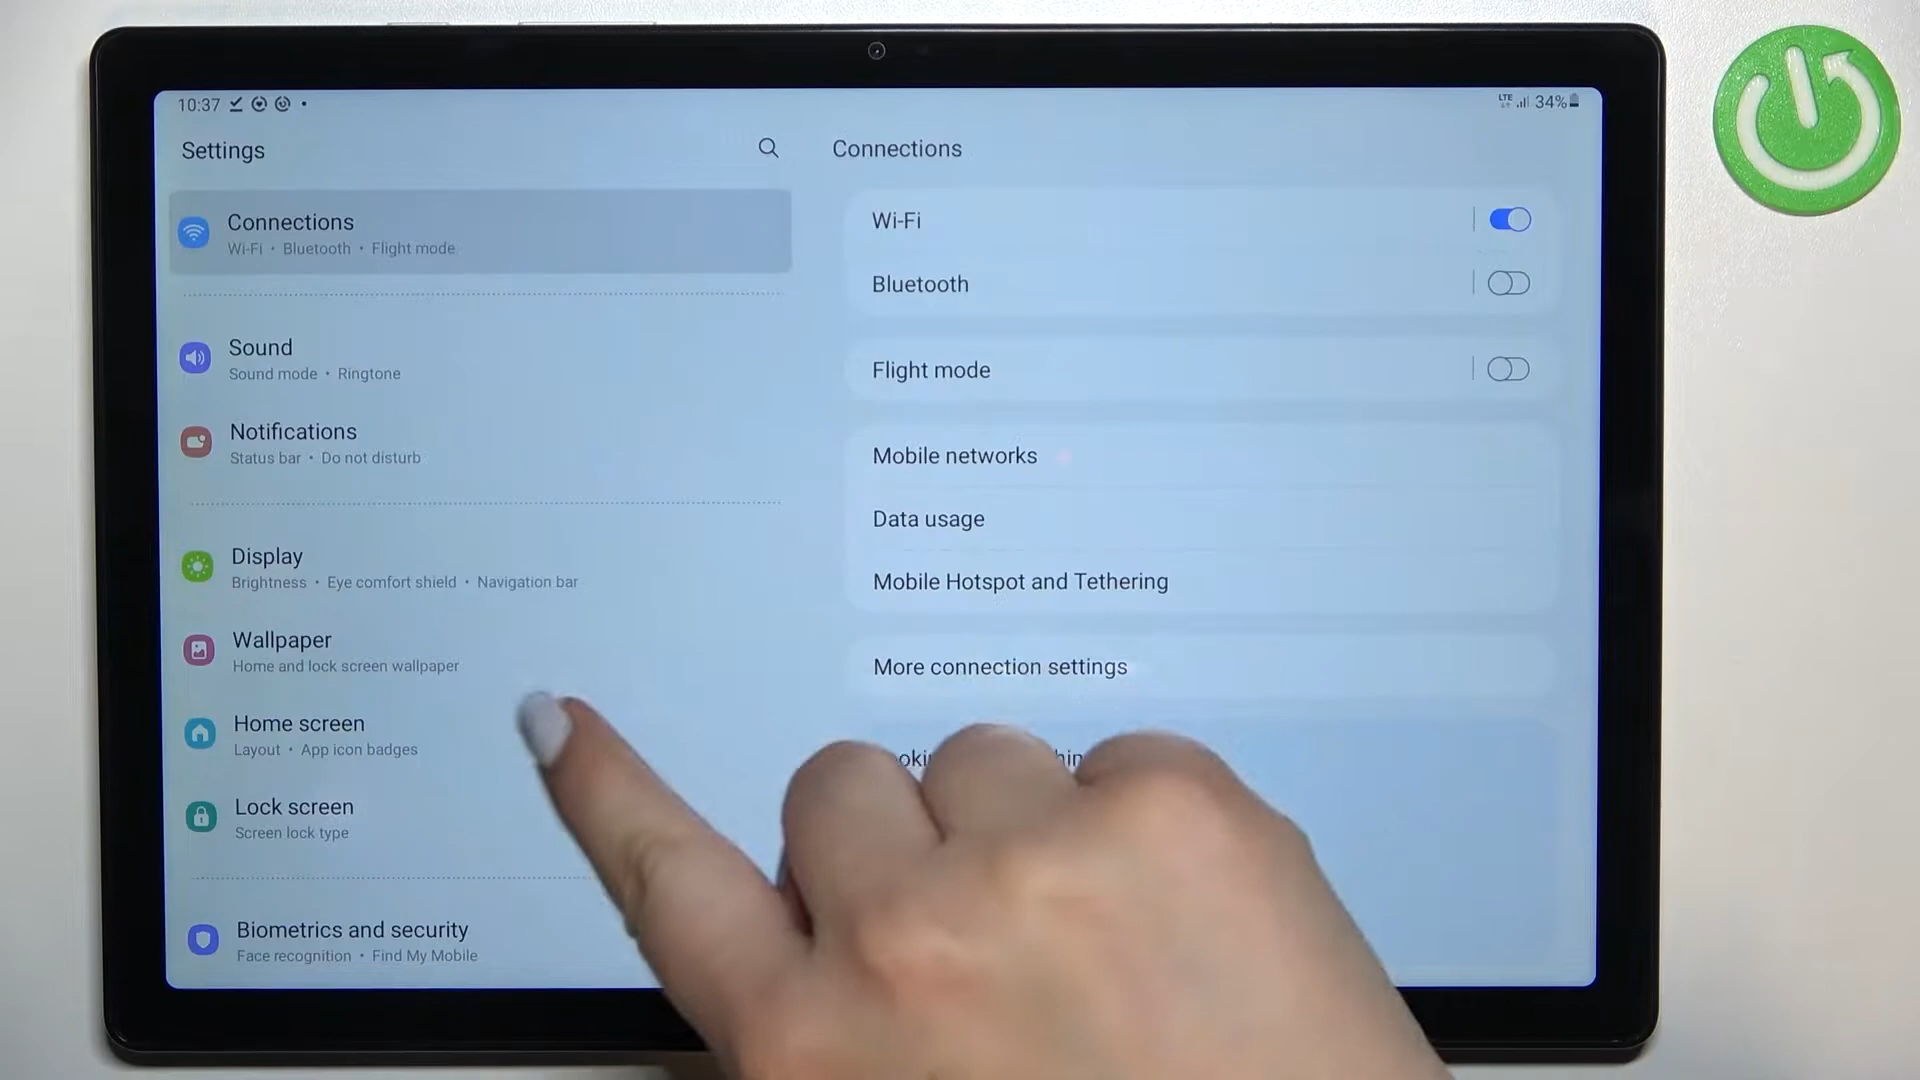 10:37
LTE 34%
Settings
Connections
Wi-Fi • Bluetooth • Flight mode
Sound
Sound mode • Ringtone
Notifications
Status bar • Do not disturb
Display
Brightness • Eye comfort shield • Navigation bar
Wallpaper
Home and lock screen wallpaper
Home screen
Layout • App icon badges
Lock screen
Screen lock type
Biometrics and security
Face recognition • Find My Mobile
Connections
Wi-Fi
Bluetooth
Flight mode
Mobile networks
Data usage
Mobile Hotspot and Tethering
More connection settings